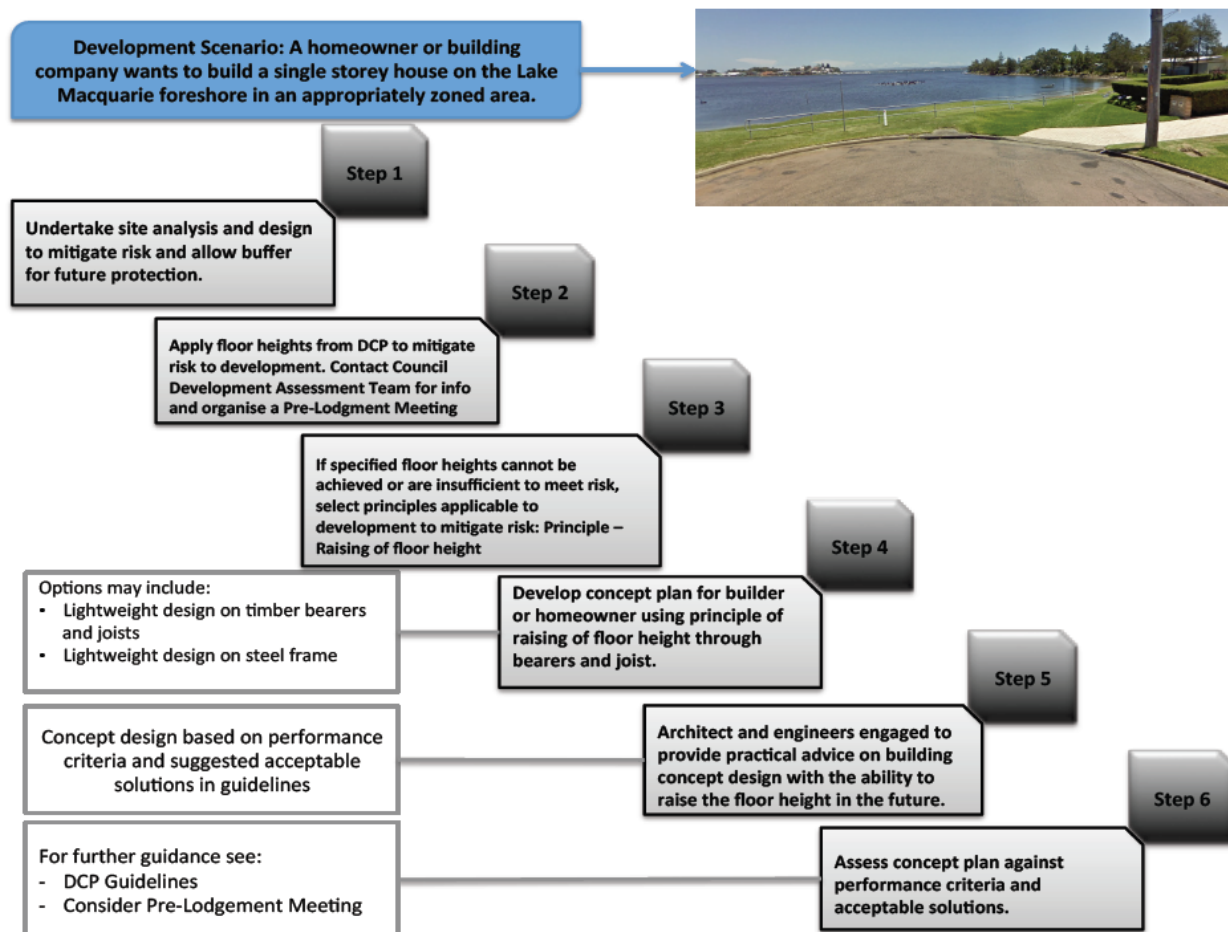 Development Scenario: A homeowner or building
company wants to build a single storey house on the Lake
Macquarie foreshore in an appropriately zoned area.
Step 1
Undertake site analysis and design
to mitigate risk and allow buffer
for future protection.
Step 2
Apply floor heights from DCP to mitigate
risk to development. Contact Council
Development Assessment Team for info
and organise a Pre-Lodgment Meeting
Step 3
If specified floor heights cannot be
achieved or are insufficient to meet risk,
select principles applicable to
development to mitigate risk: Principle –
Raising of floor height
Step 4
Develop concept plan for builder
or homeowner using principle of
raising of floor height through
bearers and joist.
Options may include:
• Lightweight design on timber bearers
and joists
• Lightweight design on steel frame
Step 5
Architect and engineers engaged to
provide practical advice on building
concept design with the ability to
raise the floor height in the future.
Concept design based on performance
criteria and suggested acceptable
solutions in guidelines
Step 6
Assess concept plan against
performance criteria and
acceptable solutions.
For further guidance see:
- DCP Guidelines
- Consider Pre-Lodgement Meeting